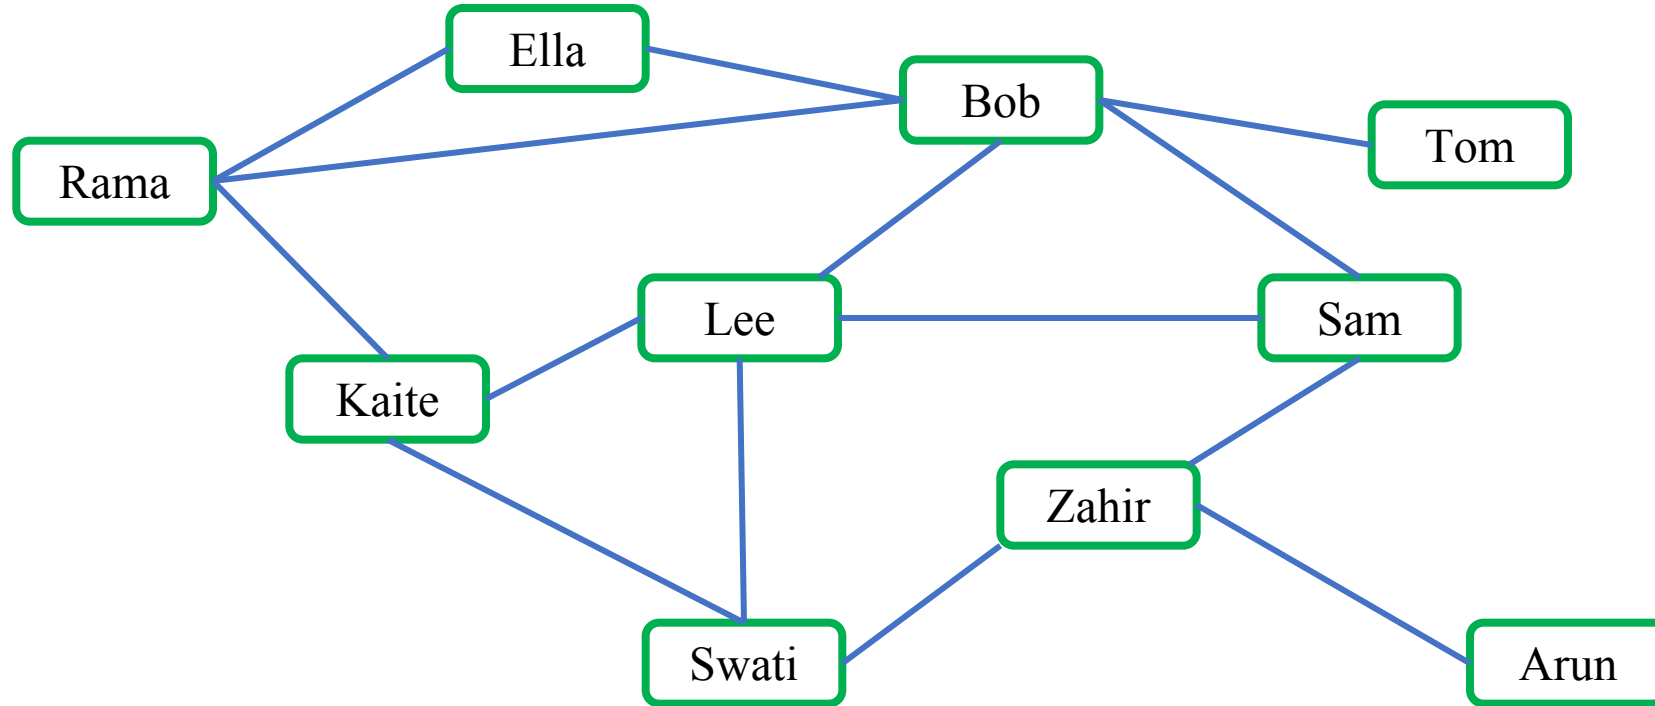 Ella
Bob
Tom
Rama
Lee
Sam
Kaite
Zahir
Swati
Arun